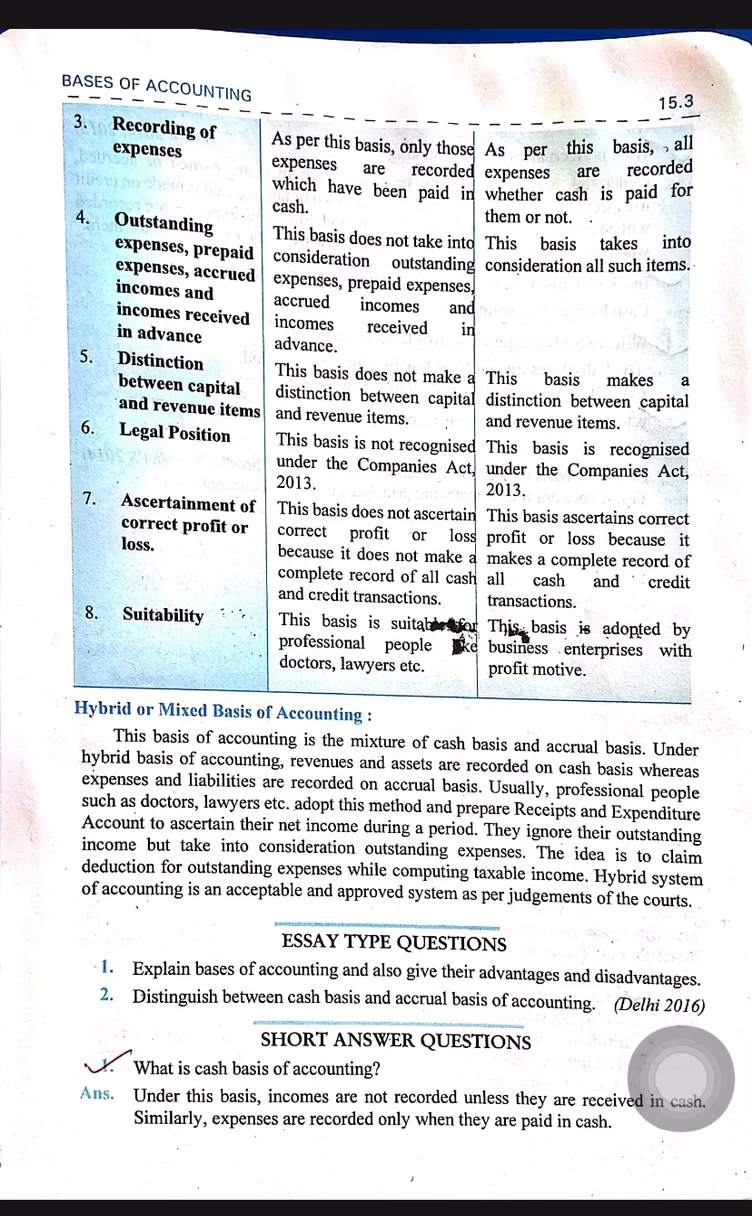 BASES OF ACCOUNTING
15.3
3. Recording of
expenses
As per this basis, only those
expenses are recorded
which have been paid in
cash.
As per this basis, all
expenses are recorded
whether cash is paid for
them or not.
4. Outstanding
expenses, prepaid
expenses, accrued
incomes and
incomes received
in advance
This basis does not take into
consideration outstanding
expenses, prepaid expenses,
accrued incomes and
incomes received in
advance.
This basis takes into
consideration all such items.
5. Distinction
between capital
and revenue items
This basis does not make a
distinction between capital
and revenue items.
This basis makes a
distinction between capital
and revenue items.
6. Legal Position
This basis is not recognised
under the Companies Act,
2013.
This basis is recognised
under the Companies Act,
2013.
7. Ascertainment of
correct profit or
loss.
This basis does not ascertain
correct profit or loss
because it does not make a
complete record of all cash
and credit transactions.
This basis ascertains correct
profit or loss because it
makes a complete record of
all cash and credit
transactions.
8. Suitability
This basis is suitable for
professional people like
doctors, lawyers etc.
This basis is adopted by
business enterprises with
profit motive.
Hybrid or Mixed Basis of Accounting :
This basis of accounting is the mixture of cash basis and accrual basis. Under
hybrid basis of accounting, revenues and assets are recorded on cash basis whereas
expenses and liabilities are recorded on accrual basis. Usually, professional people
such as doctors, lawyers etc. adopt this method and prepare Receipts and Expenditure
Account to ascertain their net income during a period. They ignore their outstanding
income but take into consideration outstanding expenses. The idea is to claim
deduction for outstanding expenses while computing taxable income. Hybrid system
of accounting is an acceptable and approved system as per judgements of the courts.
ESSAY TYPE QUESTIONS
1. Explain bases of accounting and also give their advantages and disadvantages.
2. Distinguish between cash basis and accrual basis of accounting. (Delhi 2016)
SHORT ANSWER QUESTIONS
1. What is cash basis of accounting?
Ans. Under this basis, incomes are not recorded unless they are received in cash.
Similarly, expenses are recorded only when they are paid in cash.